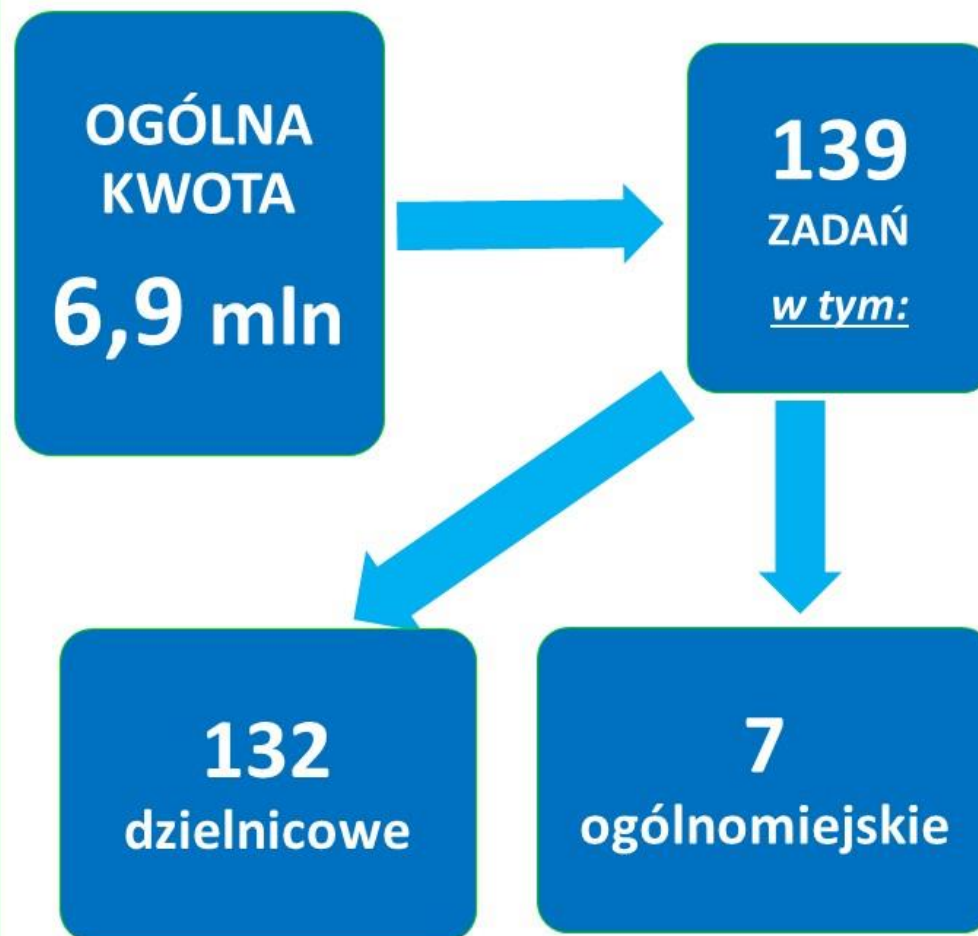 OGÓLNA
KWOTA
6,9 mln
139
ZADAŃ
w tym:
132
dzielnicowe
7
ogólnomiejskie